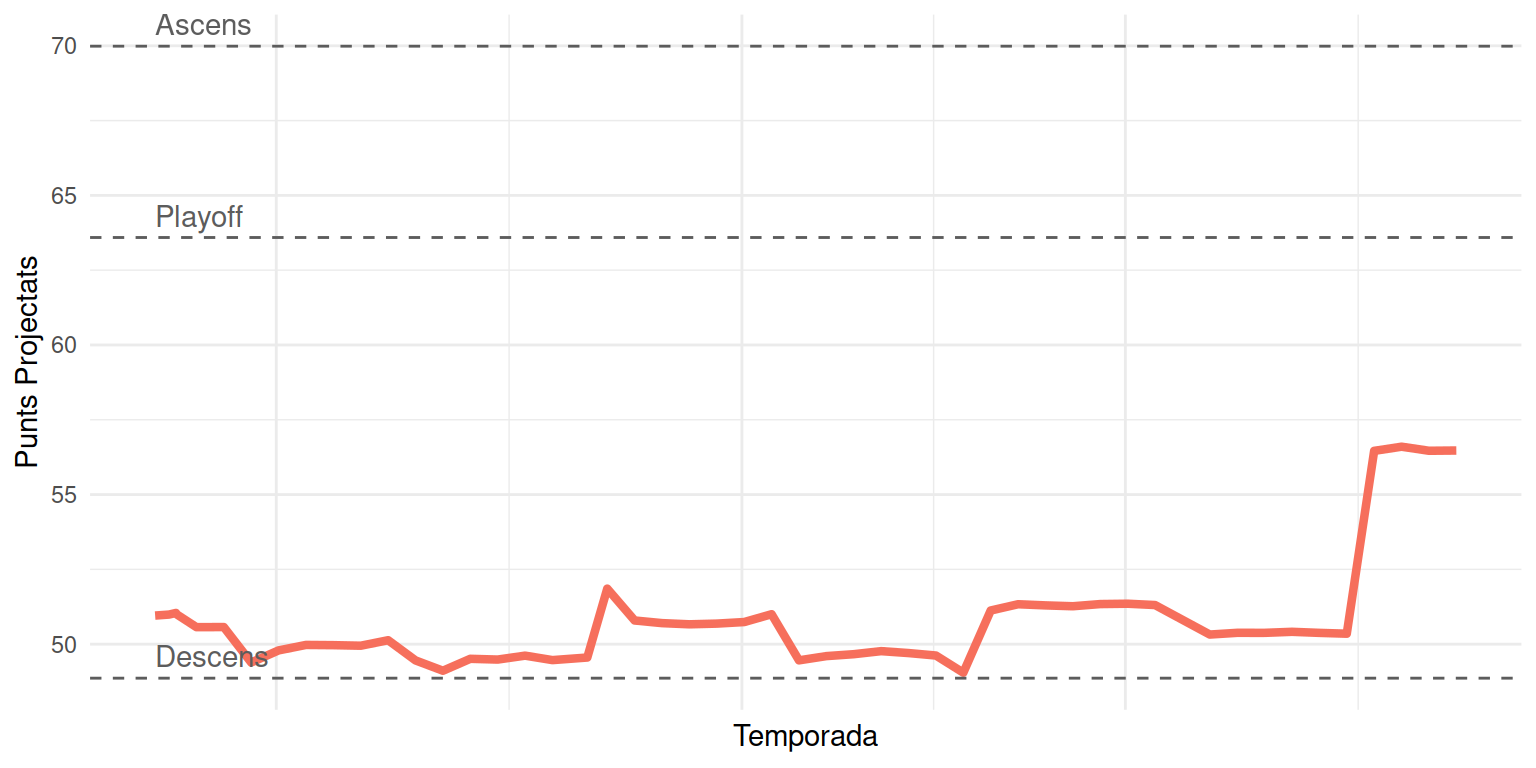 Ascens
70
65
Playoff
Punts Projectats
60
55
50
Descens
Temporada